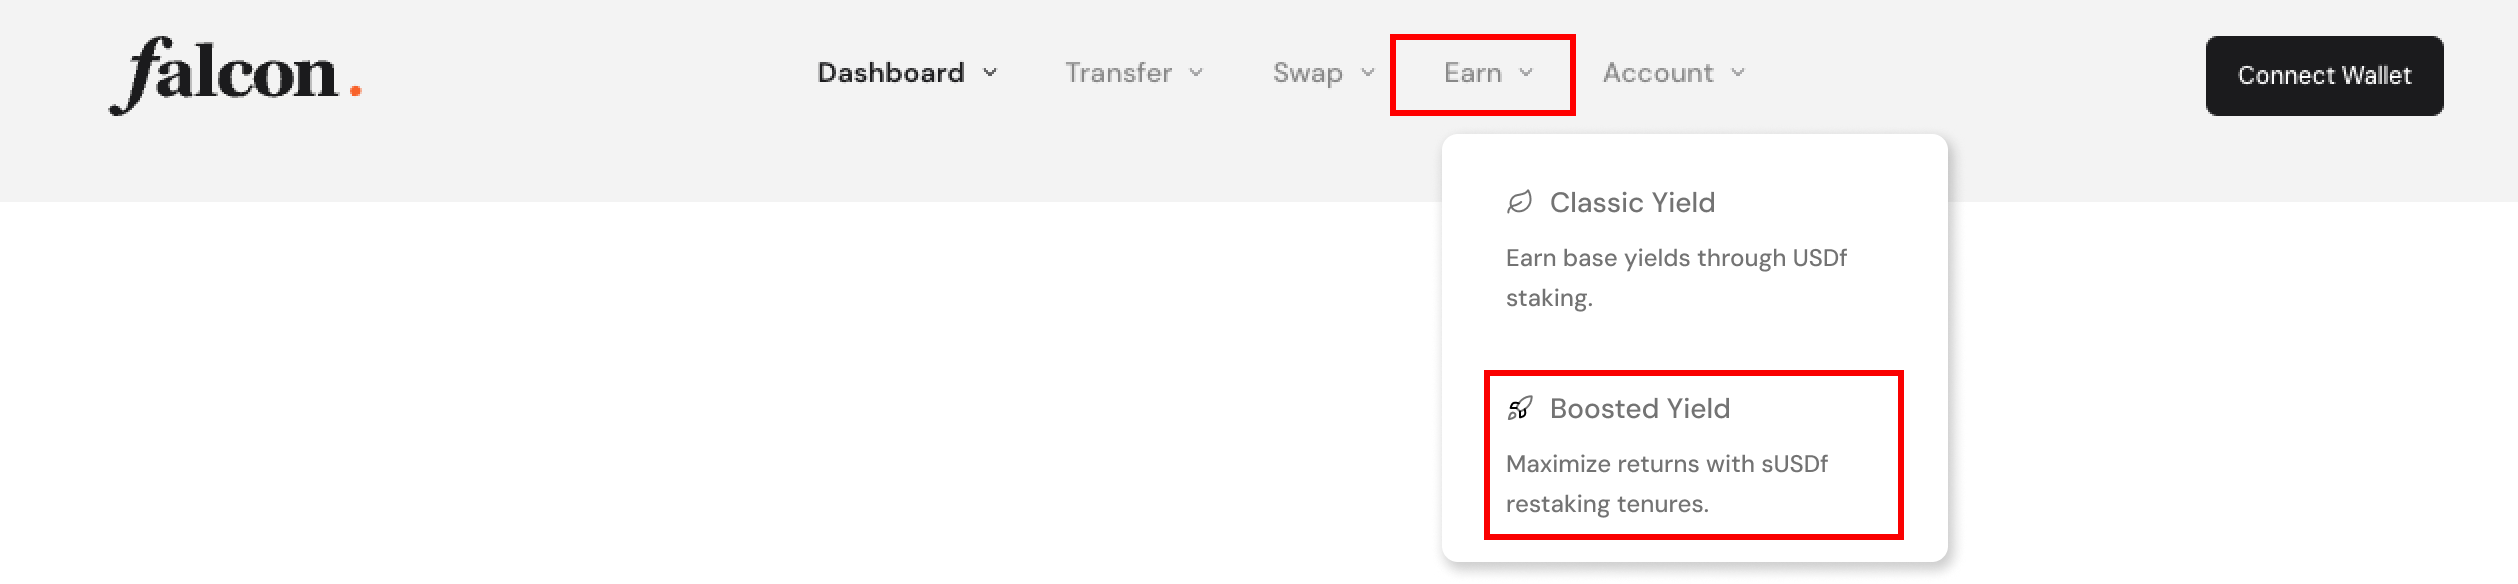 falcon.
Dashboard Transfer Swap Earn Account Connect Wallet
Classic Yield
Earn base yields through USDf
staking.
Boosted Yield
Maximize returns with sUSDf
restaking tenures.